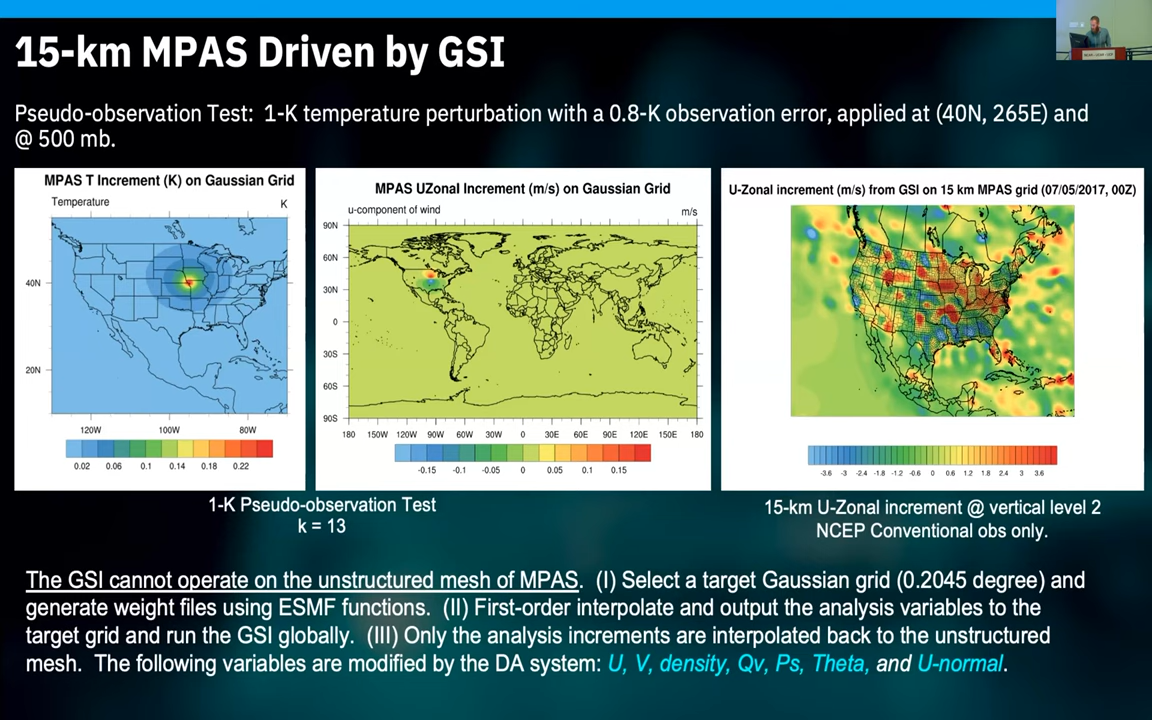 15-km MPAS Driven by GSI
Pseudo-observation Test: 1-K temperature perturbation with a 0.8-K observation error, applied at (40N, 265E) and
@ 500 mb.
MPAS T Increment (K) on Gaussian Grid
Temperature K
40N
20N
120W 100W 80W
0.02 0.06 0.1 0.14 0.18 0.22
MPAS UZonal Increment (m/s) on Gaussian Grid
u-component of wind m/s
90N
60N
30N
0
30S
60S
90S
180 150W 120W 90W 60W 30W 0 30E 60E 90E 120E 150E 180
-0.15 -0.1 -0.05 0 0.05 0.1 0.15
U-Zonal increment (m/s) from GSI on 15 km MPAS grid (07/05/2017, 00Z)
-3.6 -3 -2.4 -1.8 -1.2 -0.6 0 0.6 1.2 1.8 2.4 3 3.6
1-K Pseudo-observation Test
k = 13
15-km U-Zonal increment @ vertical level 2
NCEP Conventional obs only.
The GSI cannot operate on the unstructured mesh of MPAS. (I) Select a target Gaussian grid (0.2045 degree) and
generate weight files using ESMF functions. (II) First-order interpolate and output the analysis variables to the
target grid and run the GSI globally. (III) Only the analysis increments are interpolated back to the unstructured
mesh. The following variables are modified by the DA system: U, V, density, Qv, Ps, Theta, and U-normal.